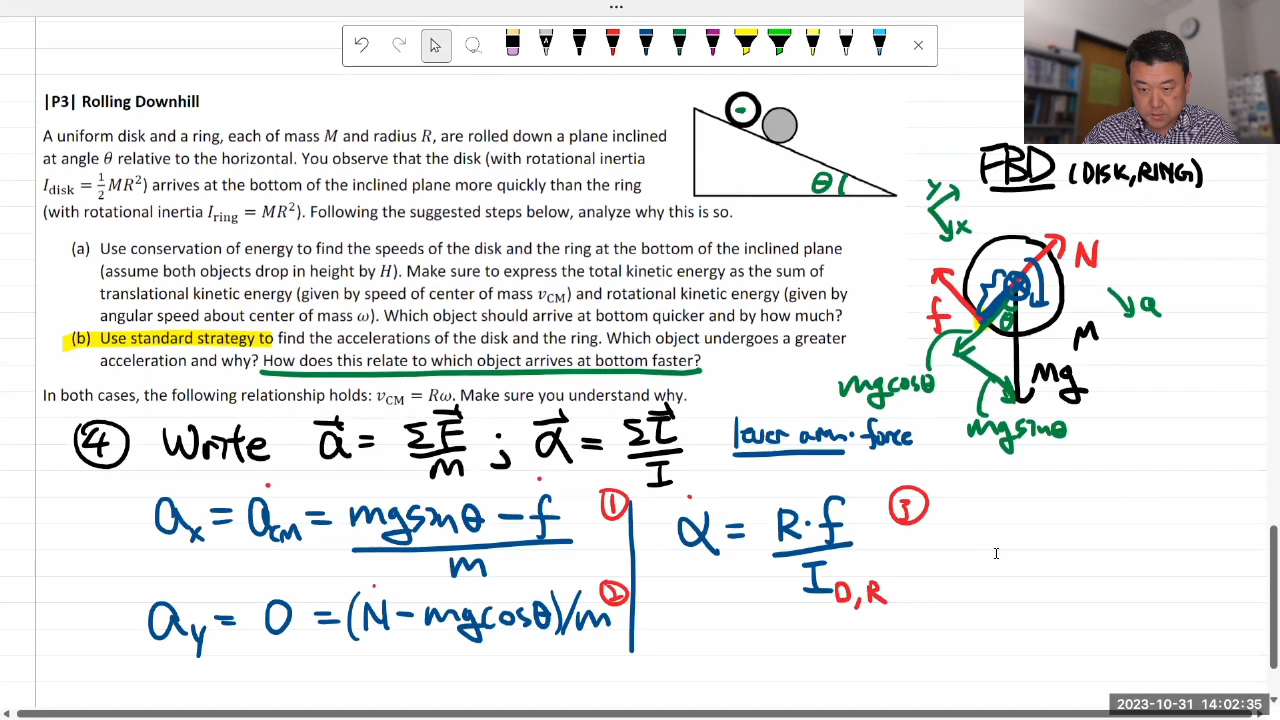 |P3| Rolling Downhill
A uniform disk and a ring, each of mass M and radius R, are rolled down a plane inclined
at angle θ relative to the horizontal. You observe that the disk (with rotational inertia
I_disk = 1/2 MR²) arrives at the bottom of the inclined plane more quickly than the ring
(with rotational inertia I_ring = MR²). Following the suggested steps below, analyze why this is so.
(a) Use conservation of energy to find the speeds of the disk and the ring at the bottom of the inclined plane
(assume both objects drop in height by H). Make sure to express the total kinetic energy as the sum of
translational kinetic energy (given by speed of center of mass v_CM) and rotational kinetic energy (given by
angular speed about center of mass ω). Which object should arrive at bottom quicker and by how much?
(b) Use standard strategy to find the accelerations of the disk and the ring. Which object undergoes a greater
acceleration and why? How does this relate to which object arrives at bottom faster?
In both cases, the following relationship holds: v_CM = Rω. Make sure you understand why.
θ
FBD (DISK, RING)
y
x
N
f
θ
a
M
mg
mgcosθ
mgsinθ
④ Write a⃗ = ΣF⃗/m ; α⃗ = Στ⃗/I
lever arm · force
a_x = a_CM = (mgsinθ − f)/m ①
α = R·f/I_D,R ③
a_y = 0 = (N − mgcosθ)/m ②
2023-10-31 14:02:35